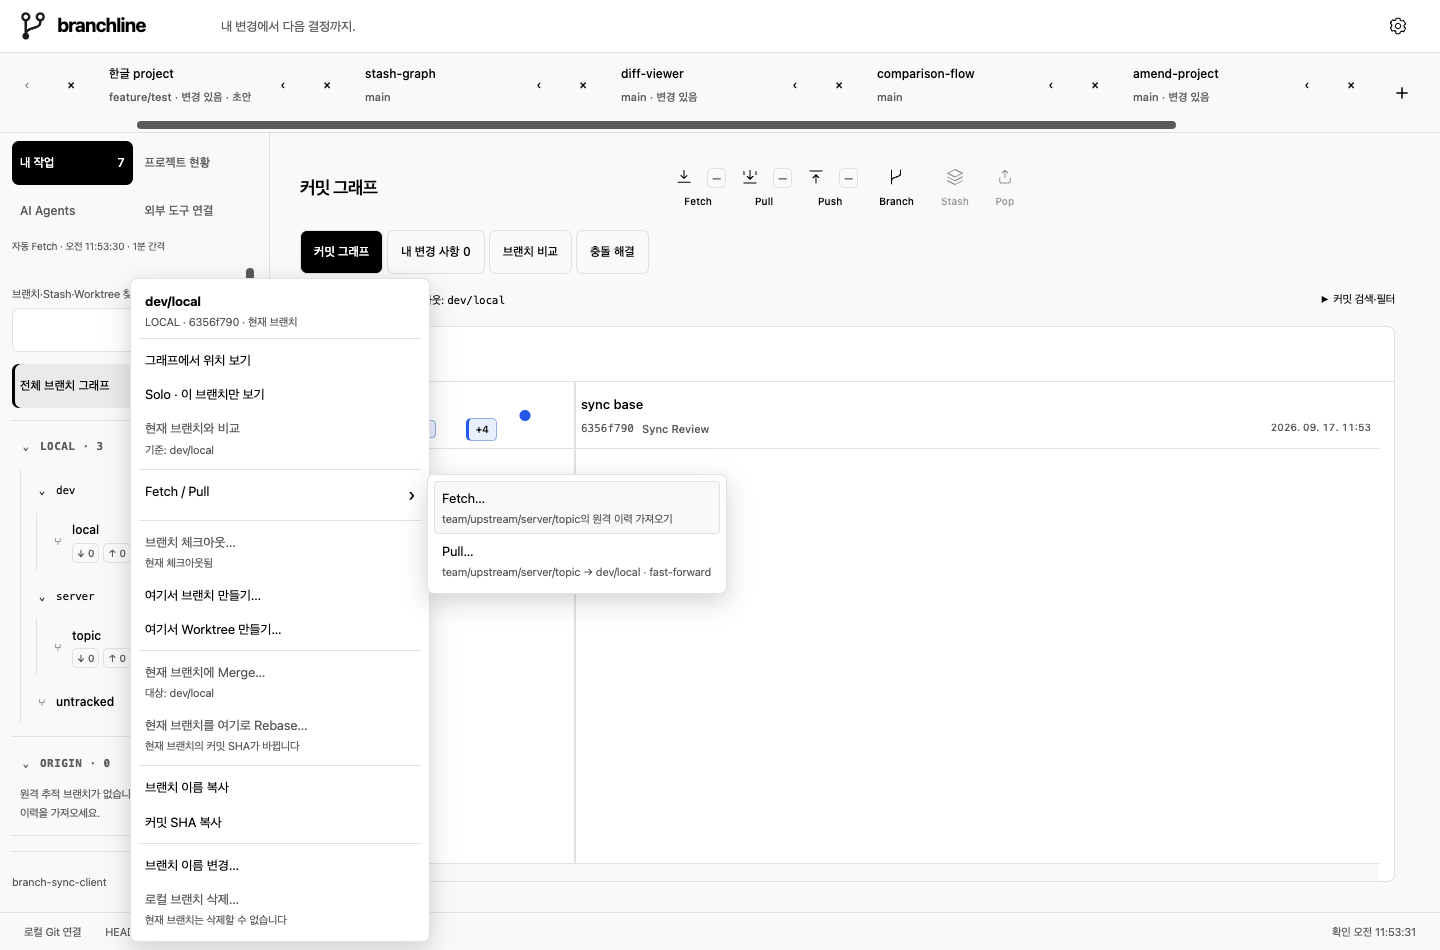 branchline
내 변경에서 다음 결정까지.
한글 project
feature/test · 변경 있음 · 초안
stash-graph
main
diff-viewer
main · 변경 있음
comparison-flow
main
amend-project
main · 변경 있음
내 작업 7
프로젝트 현황
AI Agents
외부 도구 연결
자동 Fetch · 오전 11:53:30 · 1분 간격
커밋 그래프
Fetch
Pull
Push
Branch
Stash
Pop
커밋 그래프
내 변경 사항 0
브랜치 비교
충돌 해결
브랜치·Stash·Worktree
dev/local
커밋 검색·필터
전체 브랜치 그래프
LOCAL · 3
dev
local
↓ 0 ↑ 0
server
topic
↓ 0 ↑ 0
untracked
ORIGIN · 0
원격 추적 브랜치가 없습니
이력을 가져오세요.
branch-sync-client
dev/local
LOCAL · 6356f790 · 현재 브랜치
그래프에서 위치 보기
Solo · 이 브랜치만 보기
현재 브랜치와 비교
기준: dev/local
Fetch / Pull
브랜치 체크아웃...
현재 체크아웃됨
여기서 브랜치 만들기...
여기서 Worktree 만들기...
현재 브랜치에 Merge...
대상: dev/local
현재 브랜치를 여기로 Rebase...
현재 브랜치의 커밋 SHA가 바뀝니다
브랜치 이름 복사
커밋 SHA 복사
브랜치 이름 변경...
로컬 브랜치 삭제...
현재 브랜치는 삭제할 수 없습니다
Fetch...
team/upstream/server/topic의 원격 이력 가져오기
Pull...
team/upstream/server/topic → dev/local · fast-forward
+4
sync base
6356f790 Sync Review
2026. 09. 17. 11:53
로컬 Git 연결
HEAD
확인 오전 11:53:31